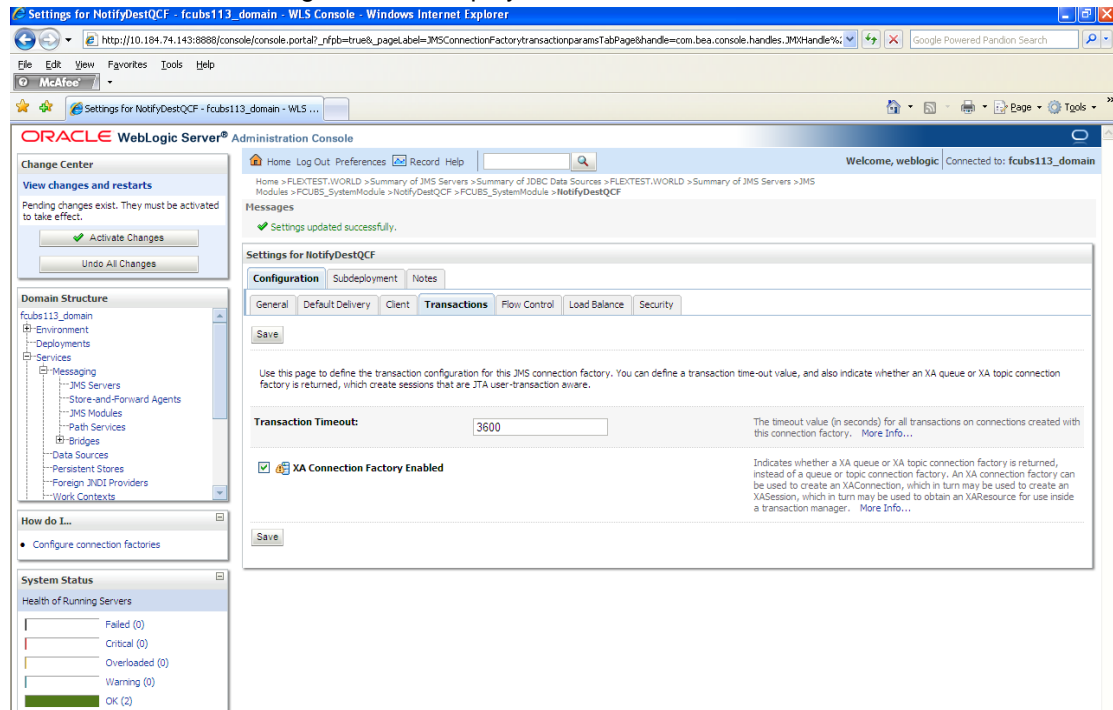 Settings for NotifyDestQCF - fcubs113_domain - WLS Console - Windows Internet Explorer
http://10.184.74.143:8888/console/console.portal?_nfpb=true&_pageLabel=JMSConnectionFactorytransactionparamsTabPage&handle=com.bea.console.handles.JMXHandle%
Google Powered Pandion Search
File Edit View Favorites Tools Help
McAfee
Settings for NotifyDestQCF - fcubs113_domain - WLS ...
Page Tools
ORACLE WebLogic Server® Administration Console
Change Center
View changes and restarts
Pending changes exist. They must be activated
to take effect.
Activate Changes
Undo All Changes
Domain Structure
fcubs113_domain
Environment
Deployments
Services
Messaging
JMS Servers
Store-and-Forward Agents
JMS Modules
Path Services
Bridges
Data Sources
Persistent Stores
Foreign JNDI Providers
Work Contexts
How do I...
Configure connection factories
System Status
Health of Running Servers
Failed (0)
Critical (0)
Overloaded (0)
Warning (0)
OK (2)
Home Log Out Preferences Record Help
Welcome, weblogic Connected to: fcubs113_domain
Home >FLEXTEST.WORLD >Summary of JMS Servers >Summary of JDBC Data Sources >FLEXTEST.WORLD >Summary of JMS Servers >JMS
Modules >FCUBS_SystemModule >NotifyDestQCF >FCUBS_SystemModule >NotifyDestQCF
Messages
Settings updated successfully.
Settings for NotifyDestQCF
Configuration Subdeployment Notes
General Default Delivery Client Transactions Flow Control Load Balance Security
Save
Use this page to define the transaction configuration for this JMS connection factory. You can define a transaction time-out value, and also indicate whether an XA queue or XA topic connection
factory is returned, which create sessions that are JTA user-transaction aware.
Transaction Timeout:
3600
The timeout value (in seconds) for all transactions on connections created with
this connection factory. More Info...
XA Connection Factory Enabled
Indicates whether a XA queue or XA topic connection factory is returned,
instead of a queue or topic connection factory. An XA connection factory can
be used to create an XAConnection, which in turn may be used to create an
XASession, which in turn may be used to obtain an XAResource for use inside
a transaction manager. More Info...
Save